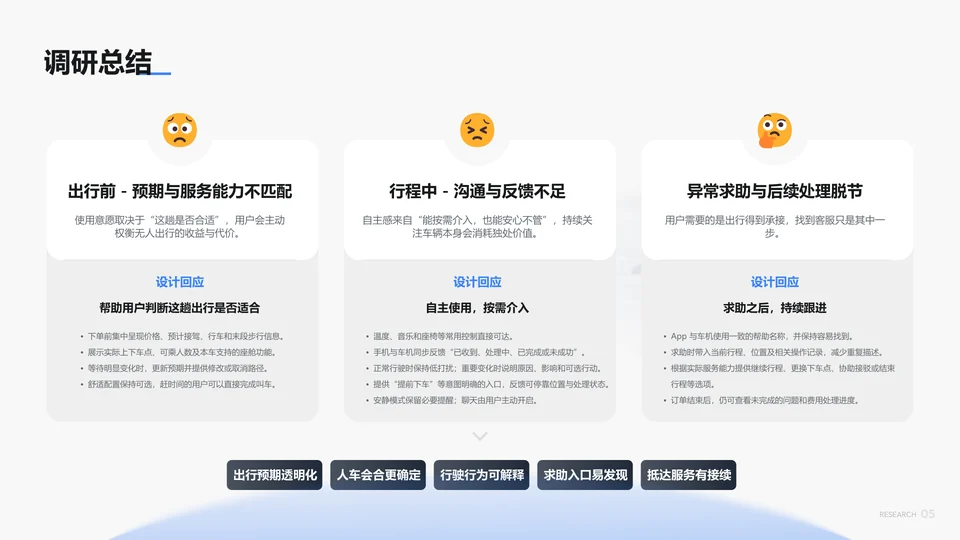 调研总结
出行前 - 预期与服务能力不匹配
使用意愿取决于“这趟是否合适”，用户会主动
权衡无人出行的收益与代价。
设计回应
帮助用户判断这趟出行是否适合
• 下单前集中呈现价格、预计接驾、行车和末段步行信息。
• 展示实际上下车点、可乘人数及本车支持的座舱功能。
• 等待明显变化时，更新预期并提供修改或取消路径。
• 舒适配置保持可选，赶时间的用户可以直接完成叫车。
行程中 - 沟通与反馈不足
自主感来自“能按需介入，也能安心不管”，持续关
注车辆本身会消耗独处价值。
设计回应
自主使用，按需介入
• 温度、音乐和座椅等常用控制直接可达。
• 手机与车机同步反馈“已收到、处理中、已完成或未成功”。
• 正常行驶时保持低打扰；重要变化时说明原因、影响和可选行动。
• 提供“提前下车”等意图明确的入口，反馈可停靠位置与处理状态。
• 安静模式保留必要提醒；聊天由用户主动开启。
异常求助与后续处理脱节
用户需要的是出行得到承接，找到客服只是其中一
步。
设计回应
求助之后，持续跟进
• App 与车机使用一致的帮助名称，并保持容易找到。
• 求助时带入当前行程、位置及相关操作记录，减少重复描述。
• 根据实际服务能力提供继续行程、更换下车点、协助接驳或结束
行程等选项。
• 订单结束后，仍可查看未完成的问题和费用处理进度。
出行预期透明化
人车会合更确定
行驶行为可解释
求助入口易发现
抵达服务有接续
RESEARCH 05